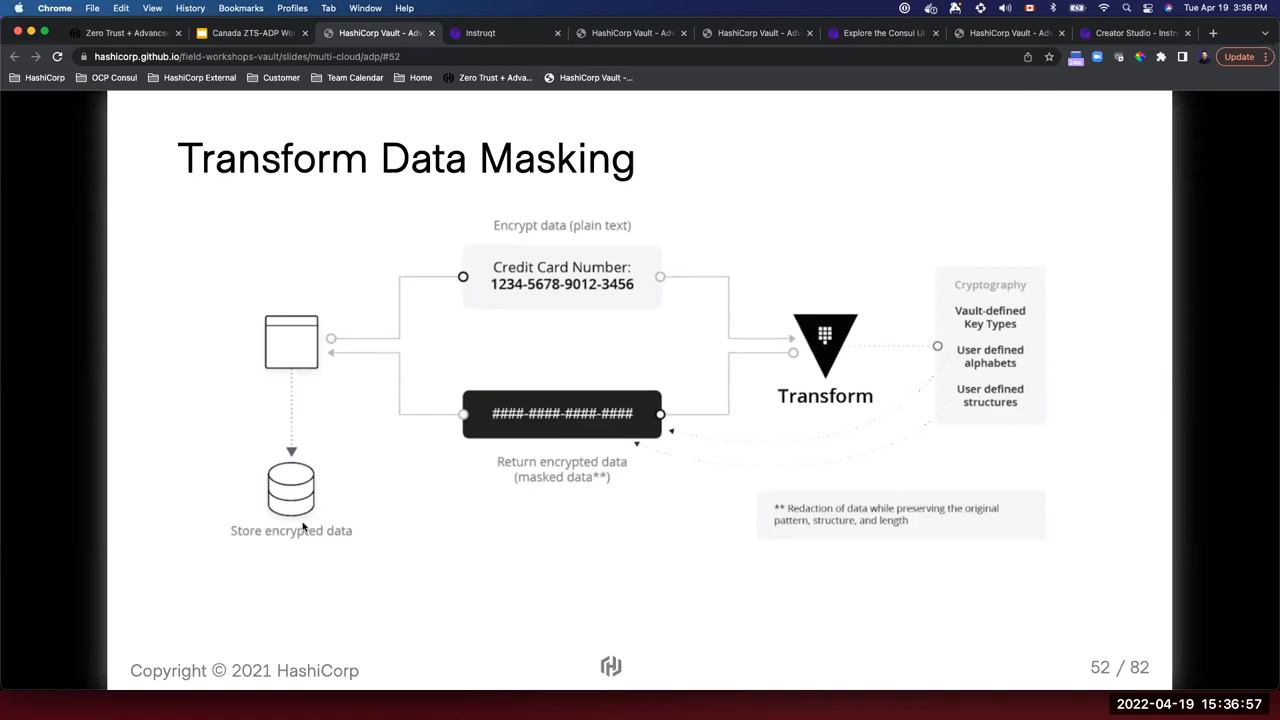 Chrome File Edit View History Bookmarks Profiles Tab Window Help
Tue Apr 19 3:36 PM
Zero Trust + Advance
Canada ZTS-ADP Wo
HashiCorp Vault - Adv
Instruqt
HashiCorp Vault - Adv
HashiCorp Vault - Adv
Explore the Consul UI
HashiCorp Vault - Adv
Creator Studio - Instr
hashicorp.github.io/field-workshops-vault/slides/multi-cloud/adp/#52
24m
Update
HashiCorp
OCP Consul
HashiCorp External
Customer
Team Calendar
Home
Zero Trust + Adva...
HashiCorp Vault -...
Transform Data Masking
Encrypt data (plain text)
Credit Card Number:
1234-5678-9012-3456
Cryptography
Vault-defined
Key Types
User defined
alphabets
User defined
structures
Transform
####-####-####-####
Return encrypted data
(masked data**)
** Redaction of data while preserving the original
pattern, structure, and length
Store encrypted data
Copyright © 2021 HashiCorp
52 / 82
2022-04-19 15:36:57